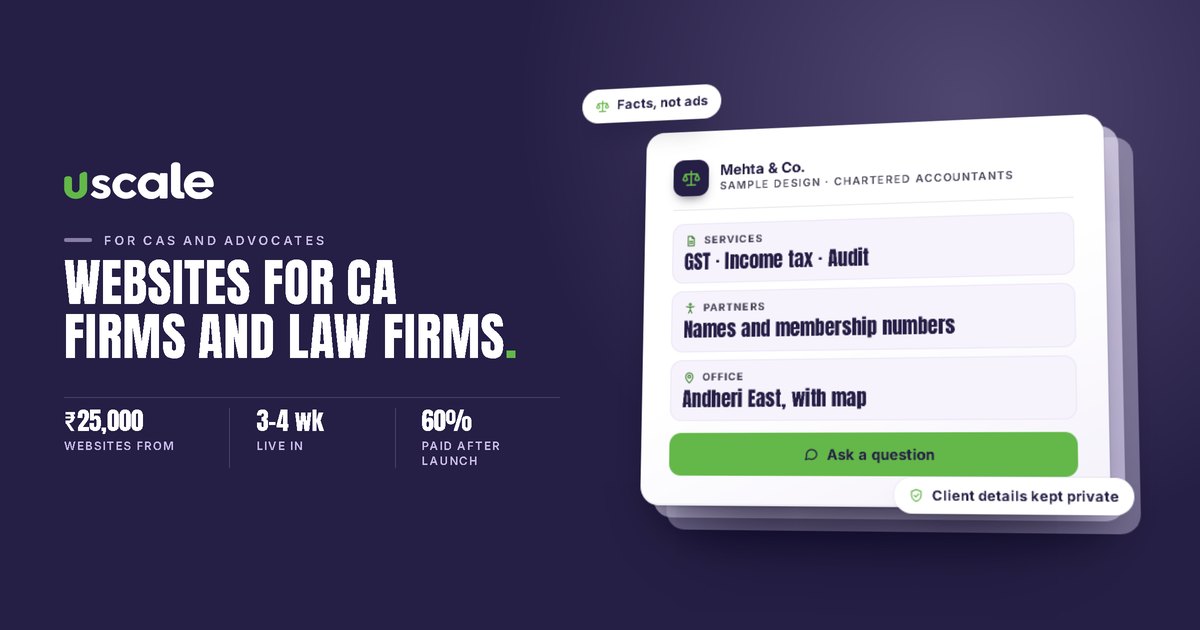 uscale
FOR CAS AND ADVOCATES
WEBSITES FOR CA
FIRMS AND LAW FIRMS.
₹25,000
WEBSITES FROM
3-4 wk
LIVE IN
60%
PAID AFTER
LAUNCH
Facts, not ads
Mehta & Co.
SAMPLE DESIGN · CHARTERED ACCOUNTANTS
SERVICES
GST · Income tax · Audit
PARTNERS
Names and membership numbers
OFFICE
Andheri East, with map
Ask a question
Client details kept private